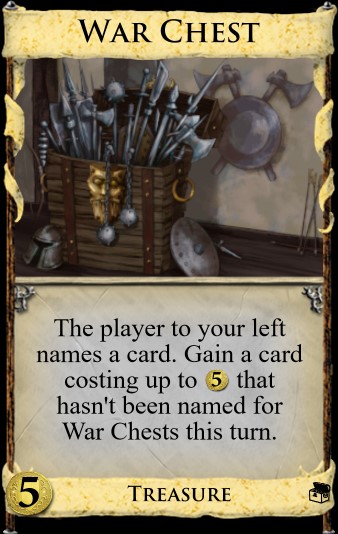 War Chest
The player to your left
names a card. Gain a card
costing up to 5 that
hasn't been named for
War Chests this turn.
5
Treasure